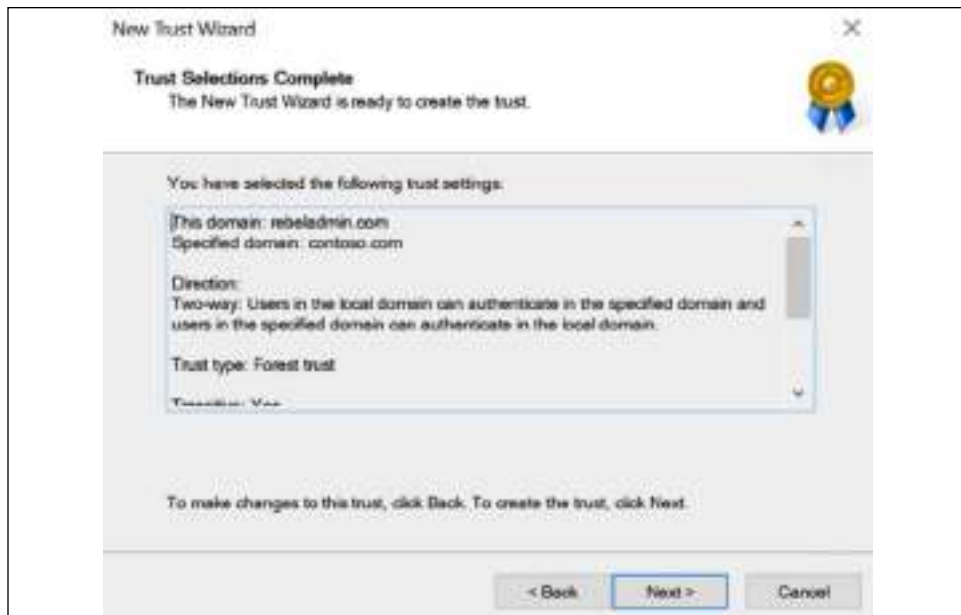 New Trust Wizard
Trust Selections Complete
The New Trust Wizard is ready to create the trust.
You have selected the following trust settings:
This domain: rebeladmin.com
Specified domain: contoso.com
Direction:
Two-way: Users in the local domain can authenticate in the specified domain and
users in the specified domain can authenticate in the local domain.
Trust type: Forest trust
Transitive: Yes
To make changes to this trust, click Back. To create the trust, click Next.
< Back
Next >
Cancel